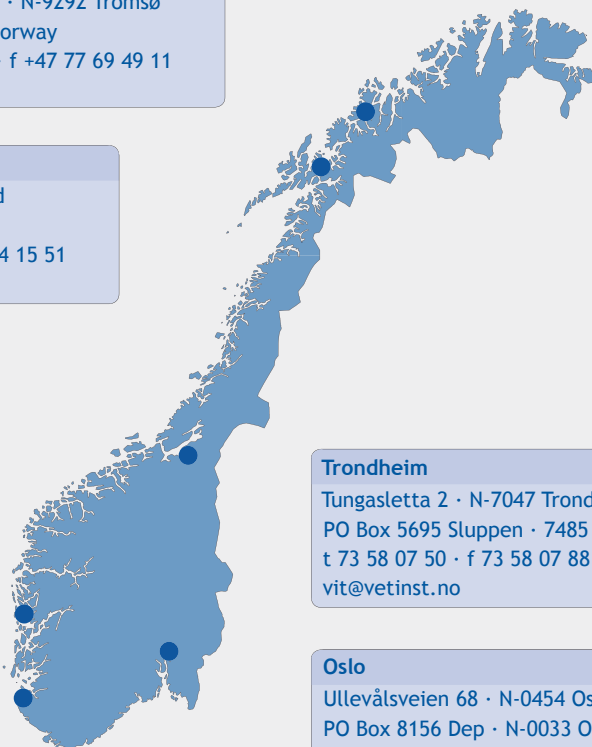 · N-9292 Tromsø
orway
f +47 77 69 49 11
4 15 51
Trondheim
Tungasletta 2 · N-7047 Trond
PO Box 5695 Sluppen · 7485
t 73 58 07 50 · f 73 58 07 88
vit@vetinst.no
Oslo
Ullevålsveien 68 · N-0454 Os
PO Box 8156 Dep · N-0033 O